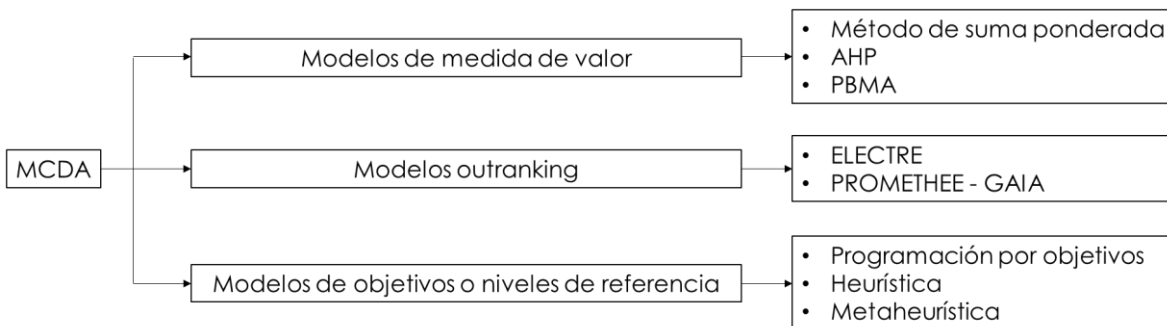 MCDA
Modelos de medida de valor
• Método de suma ponderada
• AHP
• PBMA
Modelos outranking
• ELECTRE
• PROMETHEE - GAIA
Modelos de objetivos o niveles de referencia
• Programación por objetivos
• Heurística
• Metaheurística